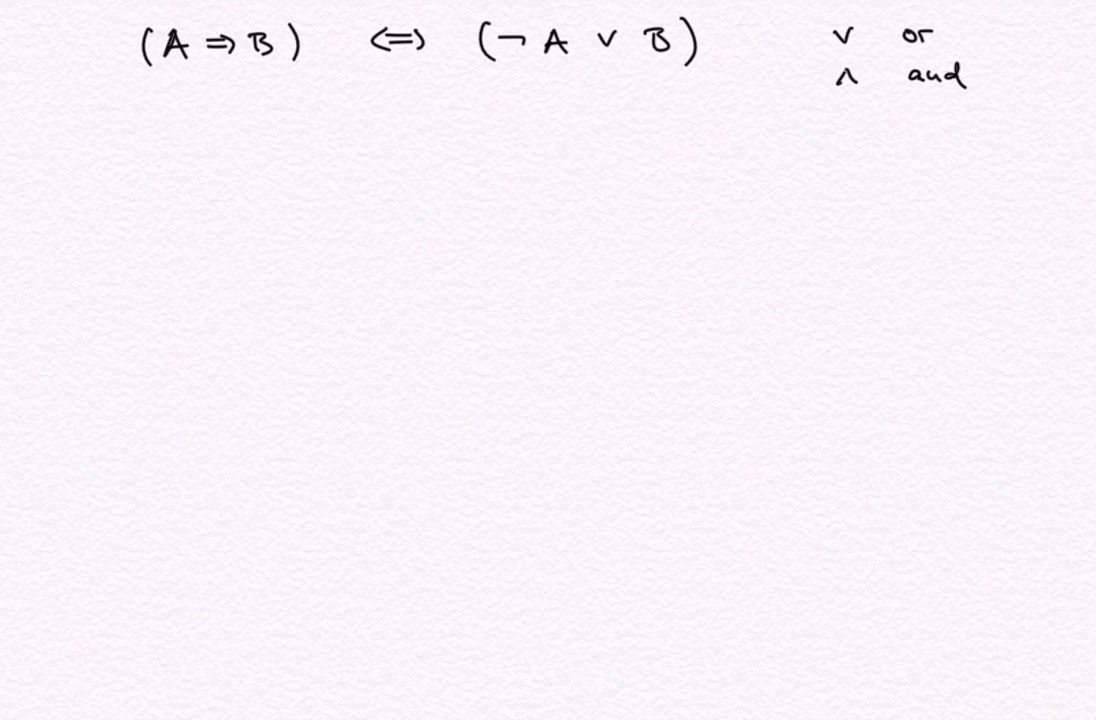 (A ⇒ B) ⇔ (¬ A ∨ B) ∨ or
∧ and